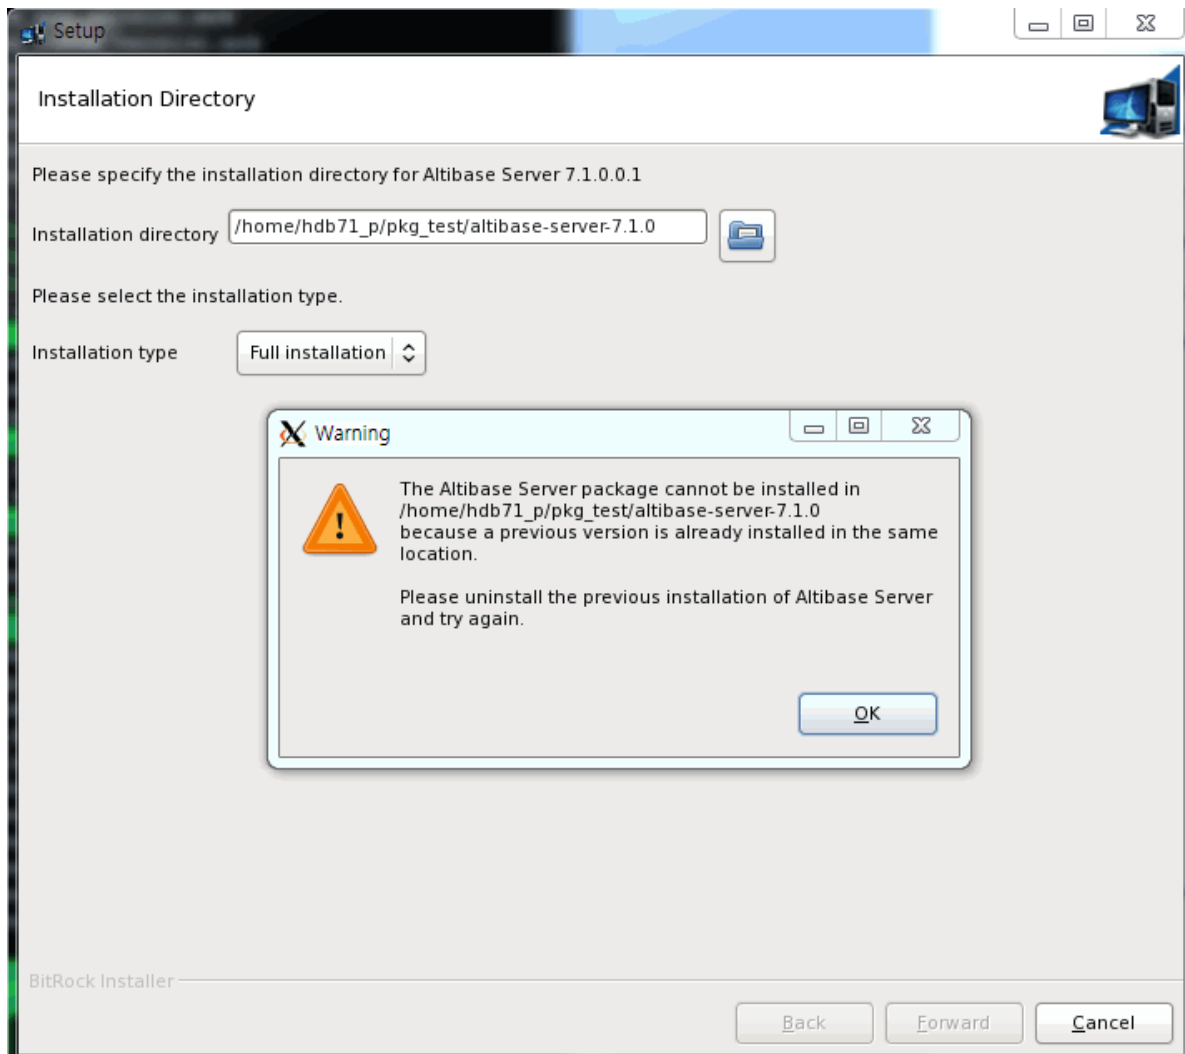 Setup
Installation Directory
Please specify the installation directory for Altibase Server 7.1.0.0.1
Installation directory /home/hdb71_p/pkg_test/altibase-server-7.1.0
Please select the installation type.
Installation type Full installation
Warning
The Altibase Server package cannot be installed in
/home/hdb71_p/pkg_test/altibase-server-7.1.0
because a previous version is already installed in the same
location.
Please uninstall the previous installation of Altibase Server
and try again.
OK
BitRock Installer
Back Forward Cancel